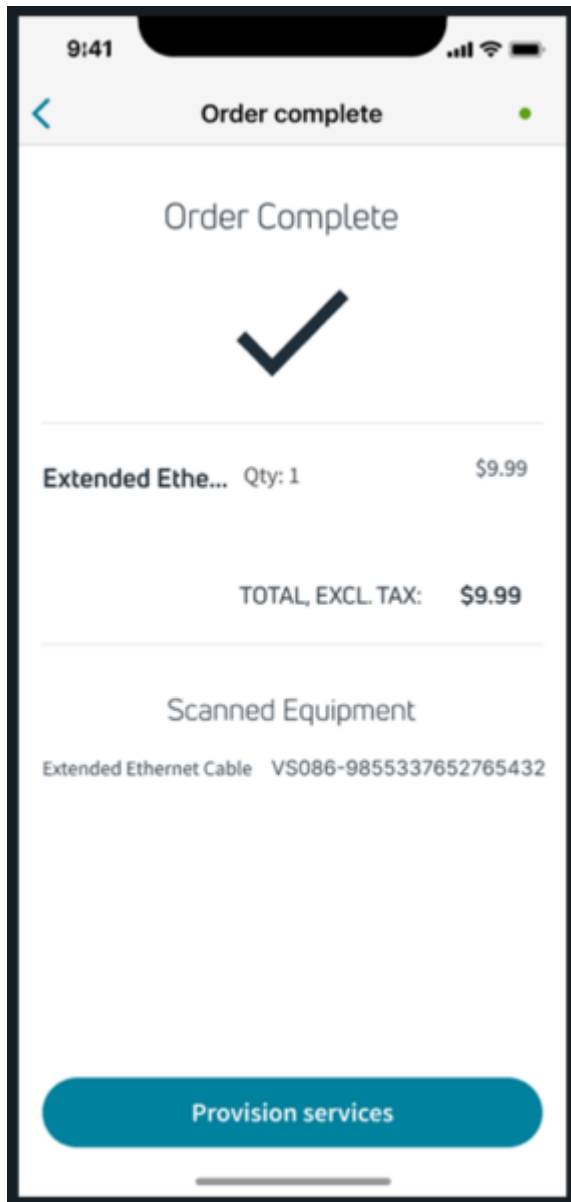 9:41
Order complete
Order Complete
Extended Ethe... Qty: 1 $9.99
TOTAL, EXCL. TAX: $9.99
Scanned Equipment
Extended Ethernet Cable VS086-9855337652765432
Provision services